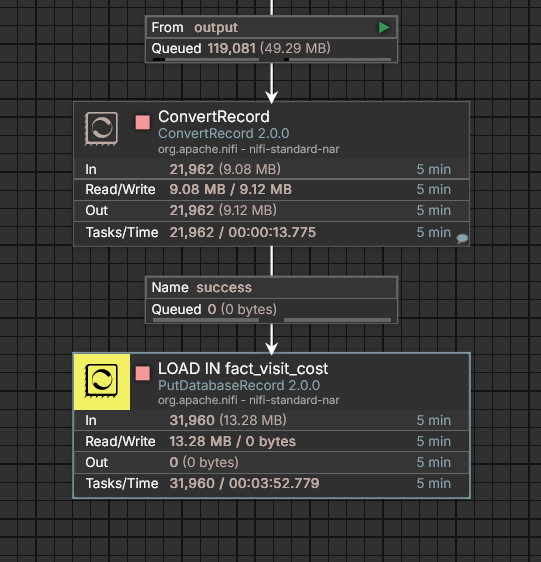 From output
Queued 119,081 (49.29 MB)
ConvertRecord
ConvertRecord 2.0.0
org.apache.nifi - nifi-standard-nar
In 21,962 (9.08 MB) 5 min
Read/Write 9.08 MB / 9.12 MB 5 min
Out 21,962 (9.12 MB) 5 min
Tasks/Time 21,962 / 00:00:13.775 5 min
Name success
Queued 0 (0 bytes)
LOAD IN fact_visit_cost
PutDatabaseRecord 2.0.0
org.apache.nifi - nifi-standard-nar
In 31,960 (13.28 MB) 5 min
Read/Write 13.28 MB / 0 bytes 5 min
Out 0 (0 bytes) 5 min
Tasks/Time 31,960 / 00:03:52.779 5 min